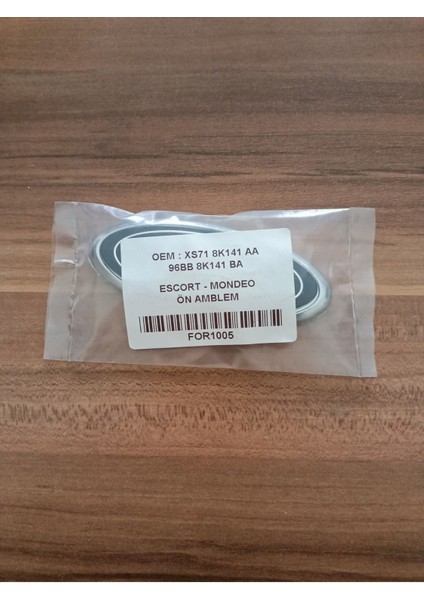 OEM : XS71 8K141 AA
96BB 8K141 BA
ESCORT - MONDEO
ÖN AMBLEM
FOR1005